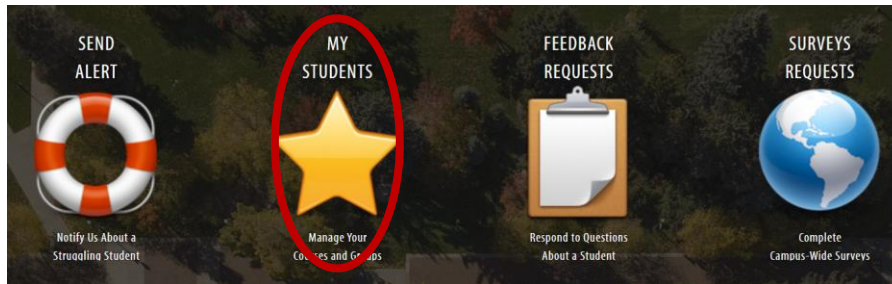 SEND
ALERT
Notify Us About a
Struggling Student
MY
STUDENTS
Manage Your
Courses and Groups
FEEDBACK
REQUESTS
Respond to Questions
About a Student
SURVEYS
REQUESTS
Complete
Campus-Wide Surveys